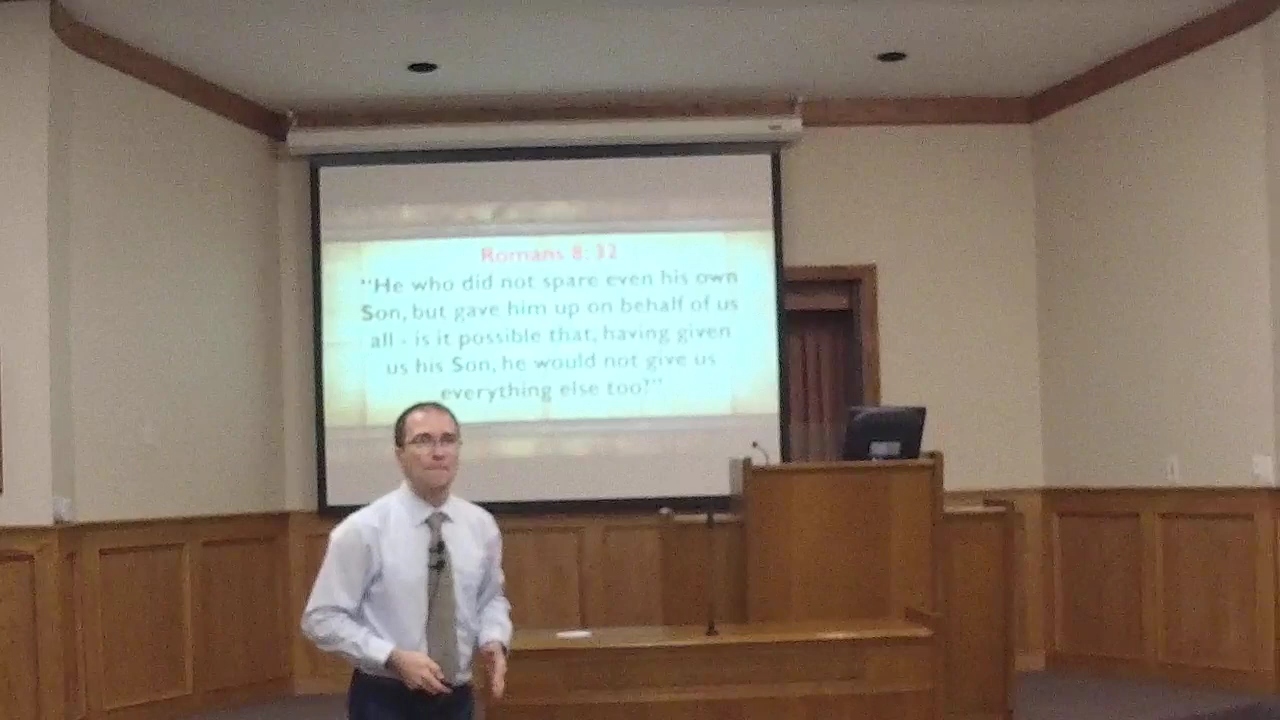 Romans 8: 32
"He who did not spare even his own
Son, but gave him up on behalf of us
all - is it possible that, having given
us his Son, he would not give us
everything else too?"